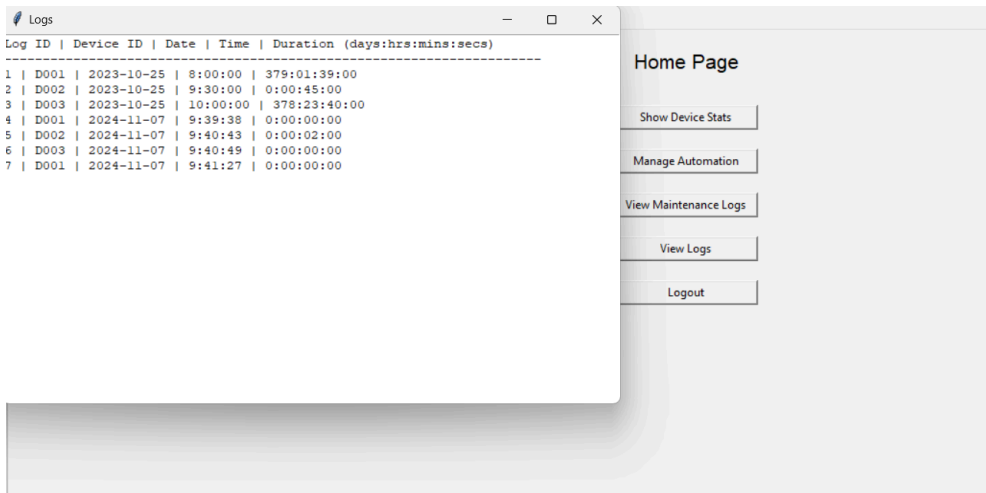 Logs
Log ID | Device ID | Date | Time | Duration (days:hrs:mins:secs)
-----------------------------------------------------------------------
1 | D001 | 2023-10-25 | 8:00:00 | 379:01:39:00
2 | D002 | 2023-10-25 | 9:30:00 | 0:00:45:00
3 | D003 | 2023-10-25 | 10:00:00 | 378:23:40:00
4 | D001 | 2024-11-07 | 9:39:38 | 0:00:00:00
5 | D002 | 2024-11-07 | 9:40:43 | 0:00:02:00
6 | D003 | 2024-11-07 | 9:40:49 | 0:00:00:00
7 | D001 | 2024-11-07 | 9:41:27 | 0:00:00:00
Home Page
Show Device Stats
Manage Automation
View Maintenance Logs
View Logs
Logout